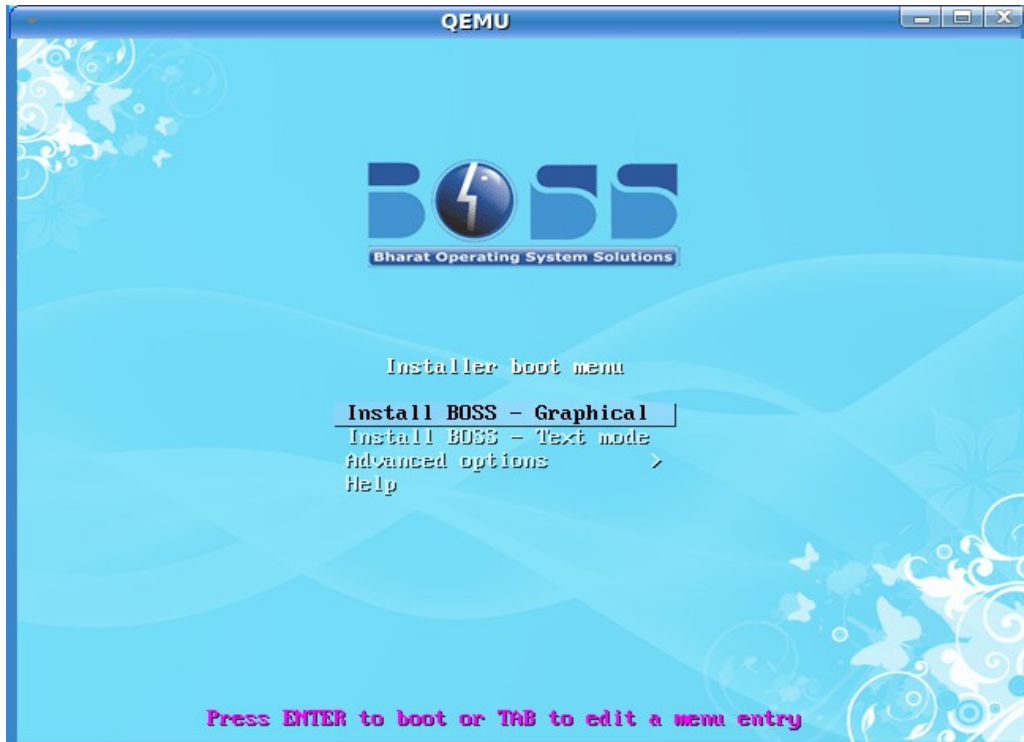 QEMU
BOSS
Bharat Operating System Solutions
Installer boot menu
Install BOSS - Graphical
Install BOSS - Text mode
Advanced options >
Help
Press ENTER to boot or TAB to edit a menu entry